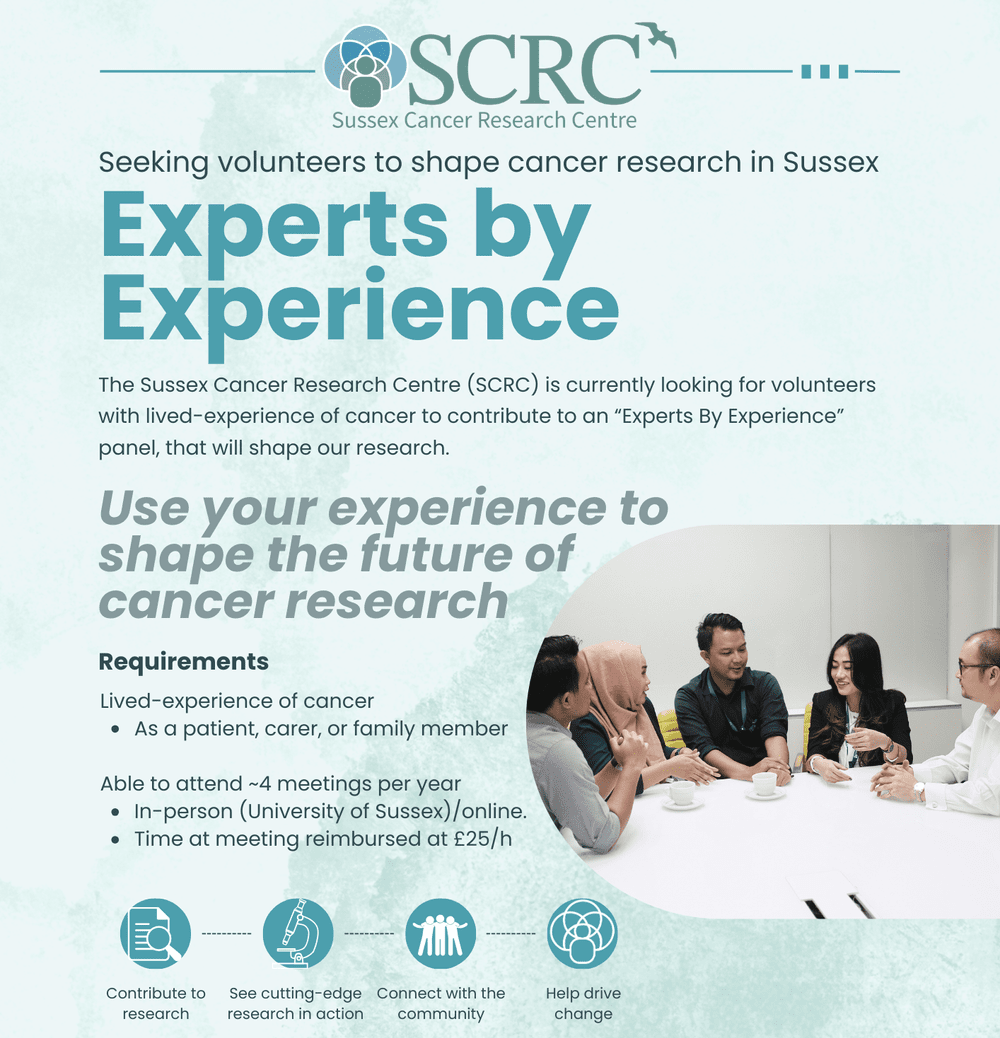 SCRC
Sussex Cancer Research Centre
Seeking volunteers to shape cancer research in Sussex
Experts by
Experience
The Sussex Cancer Research Centre (SCRC) is currently looking for volunteers
with lived-experience of cancer to contribute to an “Experts By Experience”
panel, that will shape our research.
Use your experience to
shape the future of
cancer research
Requirements
Lived-experience of cancer
• As a patient, carer, or family member
Able to attend ~4 meetings per year
• In-person (University of Sussex)/online.
• Time at meeting reimbursed at £25/h
Contribute to
research
See cutting-edge
research in action
Connect with the
community
Help drive
change